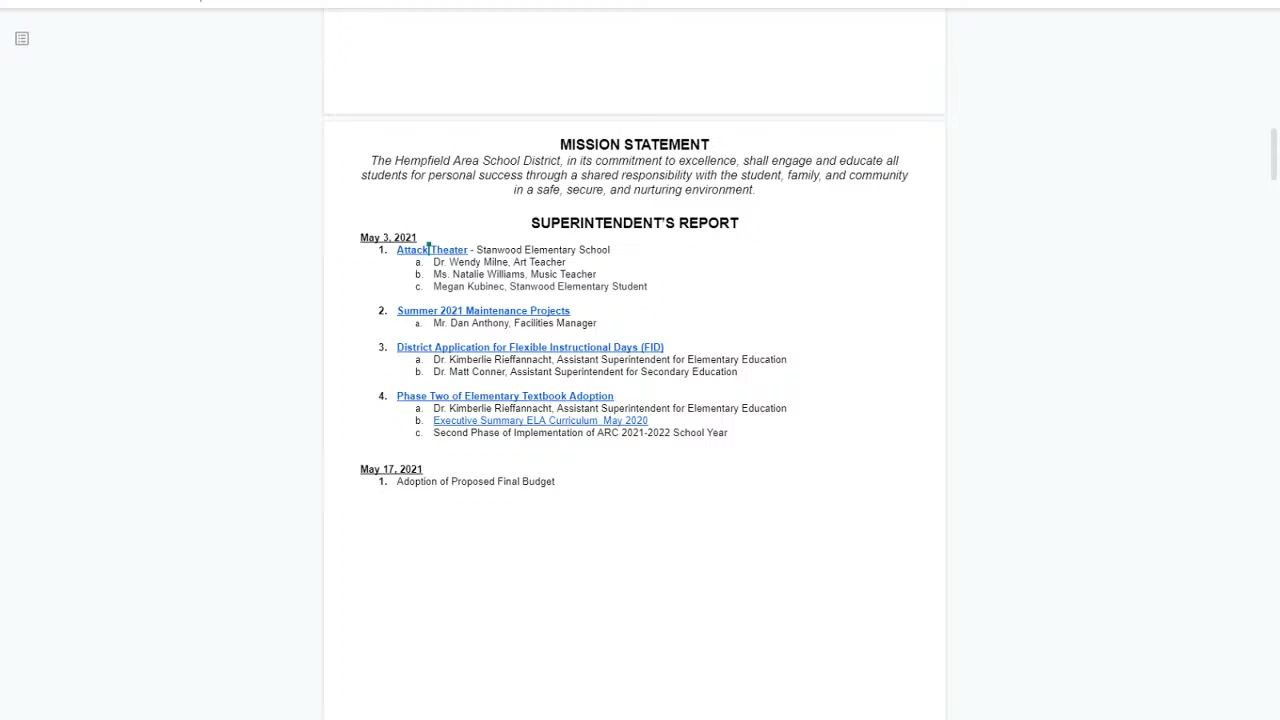 MISSION STATEMENT
The Hempfield Area School District, in its commitment to excellence, shall engage and educate all
students for personal success through a shared responsibility with the student, family, and community
in a safe, secure, and nurturing environment.
SUPERINTENDENT'S REPORT
May 3, 2021
1. Attack Theater - Stanwood Elementary School
a. Dr. Wendy Milne, Art Teacher
b. Ms. Natalie Williams, Music Teacher
c. Megan Kubinec, Stanwood Elementary Student
2. Summer 2021 Maintenance Projects
a. Mr. Dan Anthony, Facilities Manager
3. District Application for Flexible Instructional Days (FID)
a. Dr. Kimberlie Rieffannacht, Assistant Superintendent for Elementary Education
b. Dr. Matt Conner, Assistant Superintendent for Secondary Education
4. Phase Two of Elementary Textbook Adoption
a. Dr. Kimberlie Rieffannacht, Assistant Superintendent for Elementary Education
b. Executive Summary ELA Curriculum May 2020
c. Second Phase of Implementation of ARC 2021-2022 School Year
May 17, 2021
1. Adoption of Proposed Final Budget